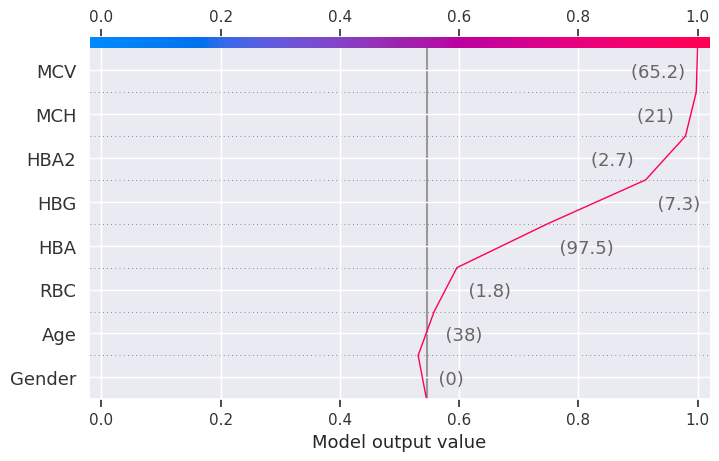 0.0 0.2 0.4 0.6 0.8 1.0
MCV (65.2)
MCH (21)
HBA2 (2.7)
HBG (7.3)
HBA (97.5)
RBC (1.8)
Age (38)
Gender (0)
0.0 0.2 0.4 0.6 0.8 1.0
Model output value